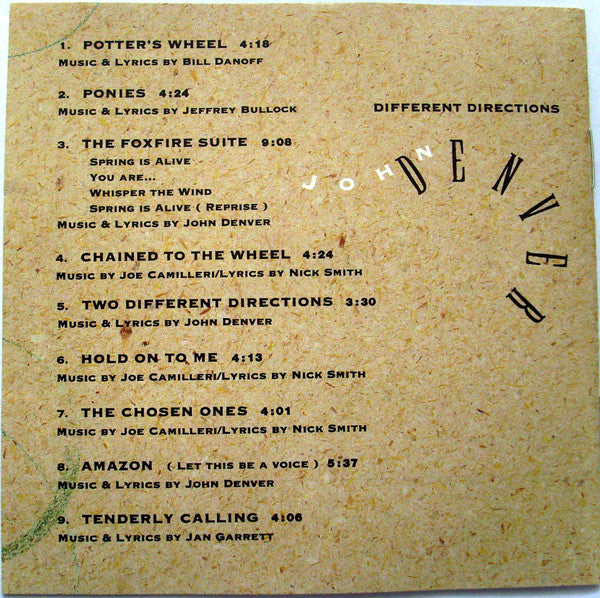 1. POTTER'S WHEEL 4:18
MUSIC & LYRICS BY BILL DANOFF
2. PONIES 4:24
MUSIC & LYRICS BY JEFFREY BULLOCK
3. THE FOXFIRE SUITE 9:08
SPRING IS ALIVE
YOU ARE...
WHISPER THE WIND
SPRING IS ALIVE ( REPRISE )
MUSIC & LYRICS BY JOHN DENVER
4. CHAINED TO THE WHEEL 4:24
MUSIC BY JOE CAMILLERI/LYRICS BY NICK SMITH
5. TWO DIFFERENT DIRECTIONS 3:30
MUSIC & LYRICS BY JOHN DENVER
6. HOLD ON TO ME 4:13
MUSIC BY JOE CAMILLERI/LYRICS BY NICK SMITH
7. THE CHOSEN ONES 4:01
MUSIC BY JOE CAMILLERI/LYRICS BY NICK SMITH
8. AMAZON ( LET THIS BE A VOICE ) 5:37
MUSIC & LYRICS BY JOHN DENVER
9. TENDERLY CALLING 4:06
MUSIC & LYRICS BY JAN GARRETT
DIFFERENT DIRECTIONS
JOHN
DENVER